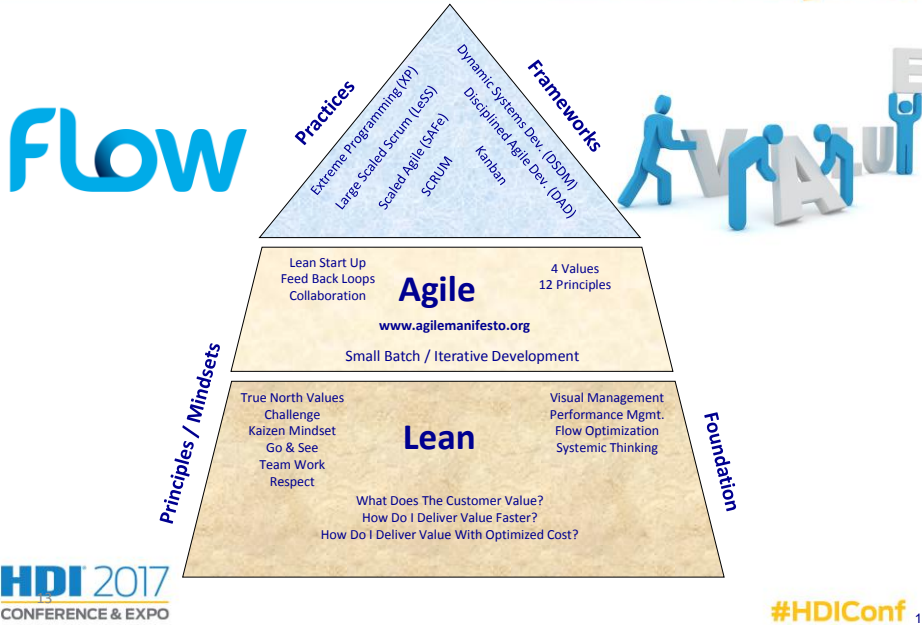 Flow
Practices
Frameworks
Extreme Programming (XP)
Large Scaled Scrum (LeSS)
Scaled Agile (SAFe)
SCRUM
Dynamic Systems Dev. (DSDM)
Disciplined Agile Dev. (DAD)
Kanban
VALUE
Lean Start Up
Feed Back Loops
Collaboration
Agile
4 Values
12 Principles
www.agilemanifesto.org
Small Batch / Iterative Development
Principles / Mindsets
Foundation
True North Values
Challenge
Kaizen Mindset
Go & See
Team Work
Respect
Lean
Visual Management
Performance Mgmt.
Flow Optimization
Systemic Thinking
What Does The Customer Value?
How Do I Deliver Value Faster?
How Do I Deliver Value With Optimized Cost?
HDI 2017
13
CONFERENCE & EXPO
#HDIConf 1